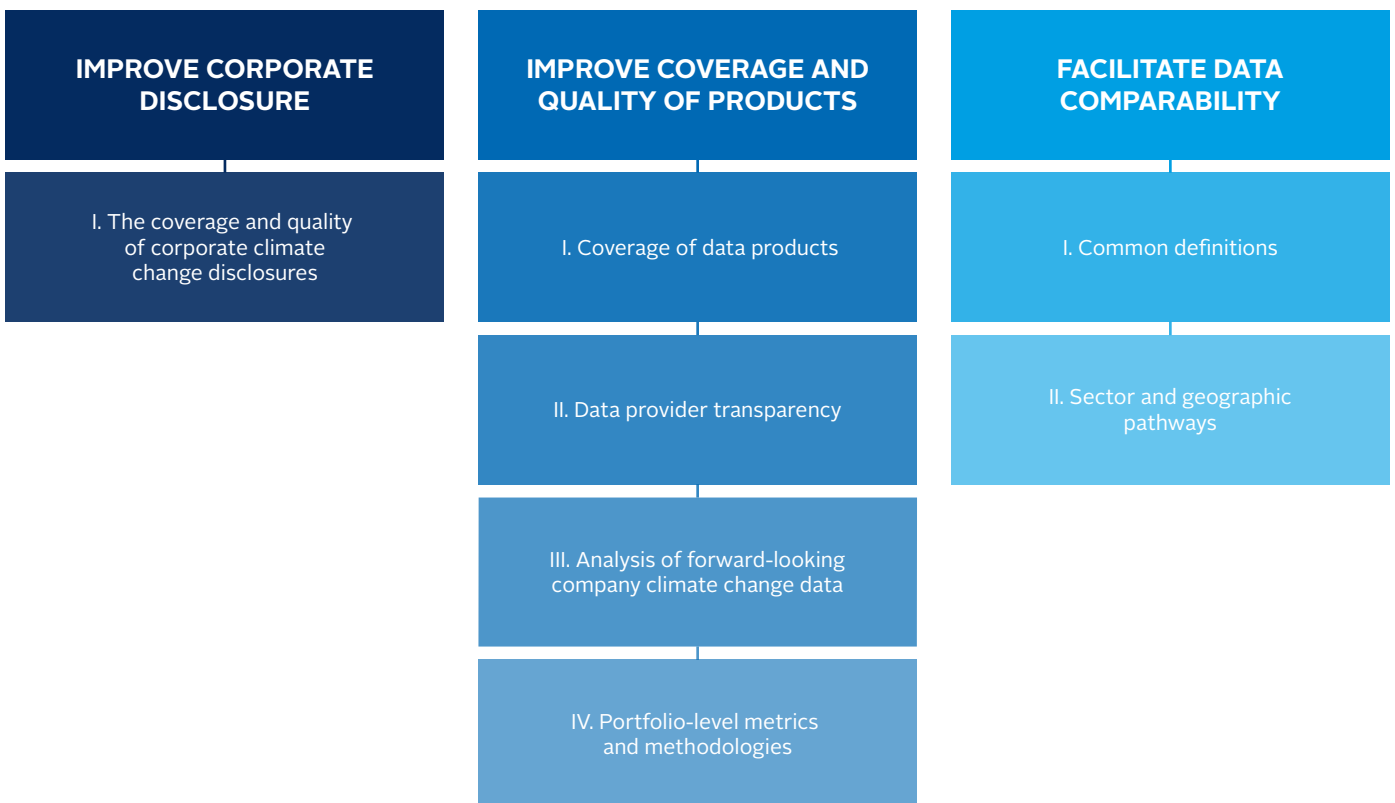 IMPROVE CORPORATE
DISCLOSURE
I. The coverage and quality
of corporate climate
change disclosures
IMPROVE COVERAGE AND
QUALITY OF PRODUCTS
I. Coverage of data products
II. Data provider transparency
III. Analysis of forward-looking
company climate change data
IV. Portfolio-level metrics
and methodologies
FACILITATE DATA
COMPARABILITY
I. Common definitions
II. Sector and geographic
pathways